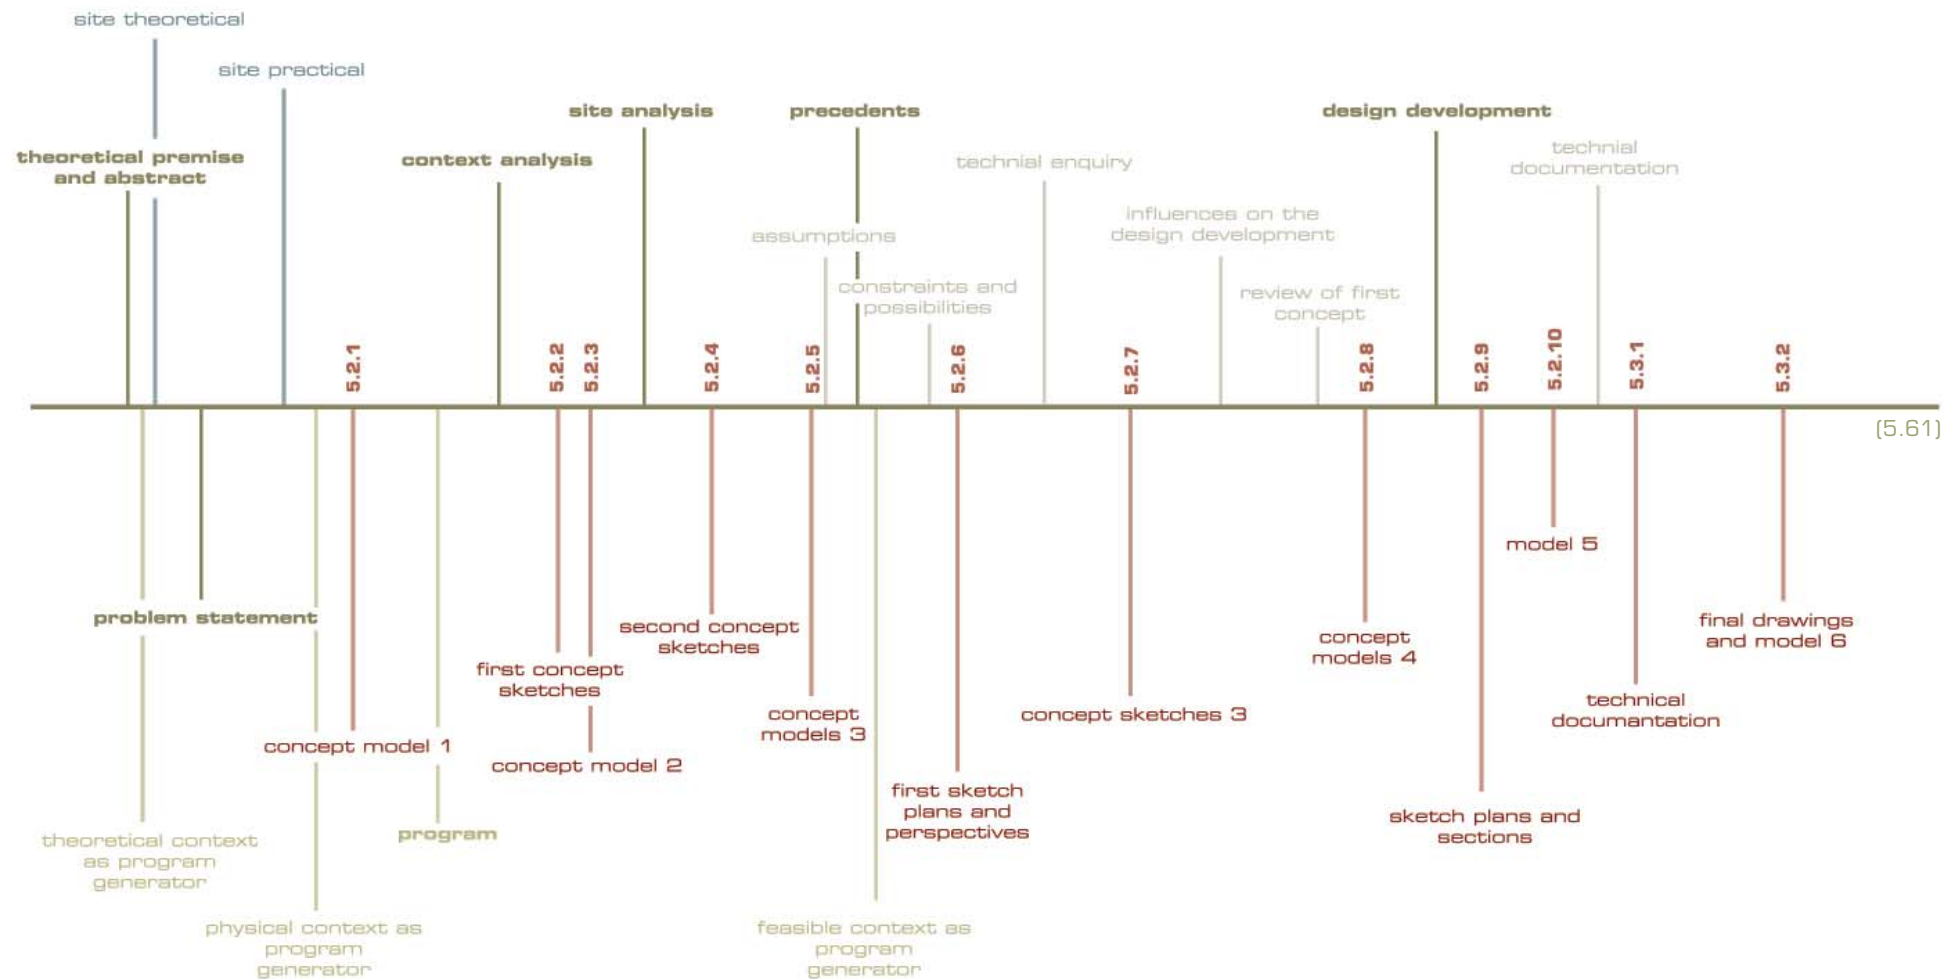 site theoretical
site practical
theoretical premise
and abstract
context analysis
site analysis
precedents
assumptions
constraints and
possibilities
technial enquiry
influences on the
design development
review of first
concept
design development
technial
documentation
5.2.1
5.2.2
5.2.3
5.2.4
5.2.5
5.2.6
5.2.7
5.2.8
5.2.9
5.2.10
5.3.1
5.3.2
(5.61)
problem statement
theoretical context
as program
generator
physical context as
program
generator
concept model 1
program
first concept
sketches
concept model 2
second concept
sketches
concept
models 3
feasible context as
program
generator
first sketch
plans and
perspectives
concept sketches 3
concept
models 4
sketch plans and
sections
model 5
technical
documantation
final drawings
and model 6